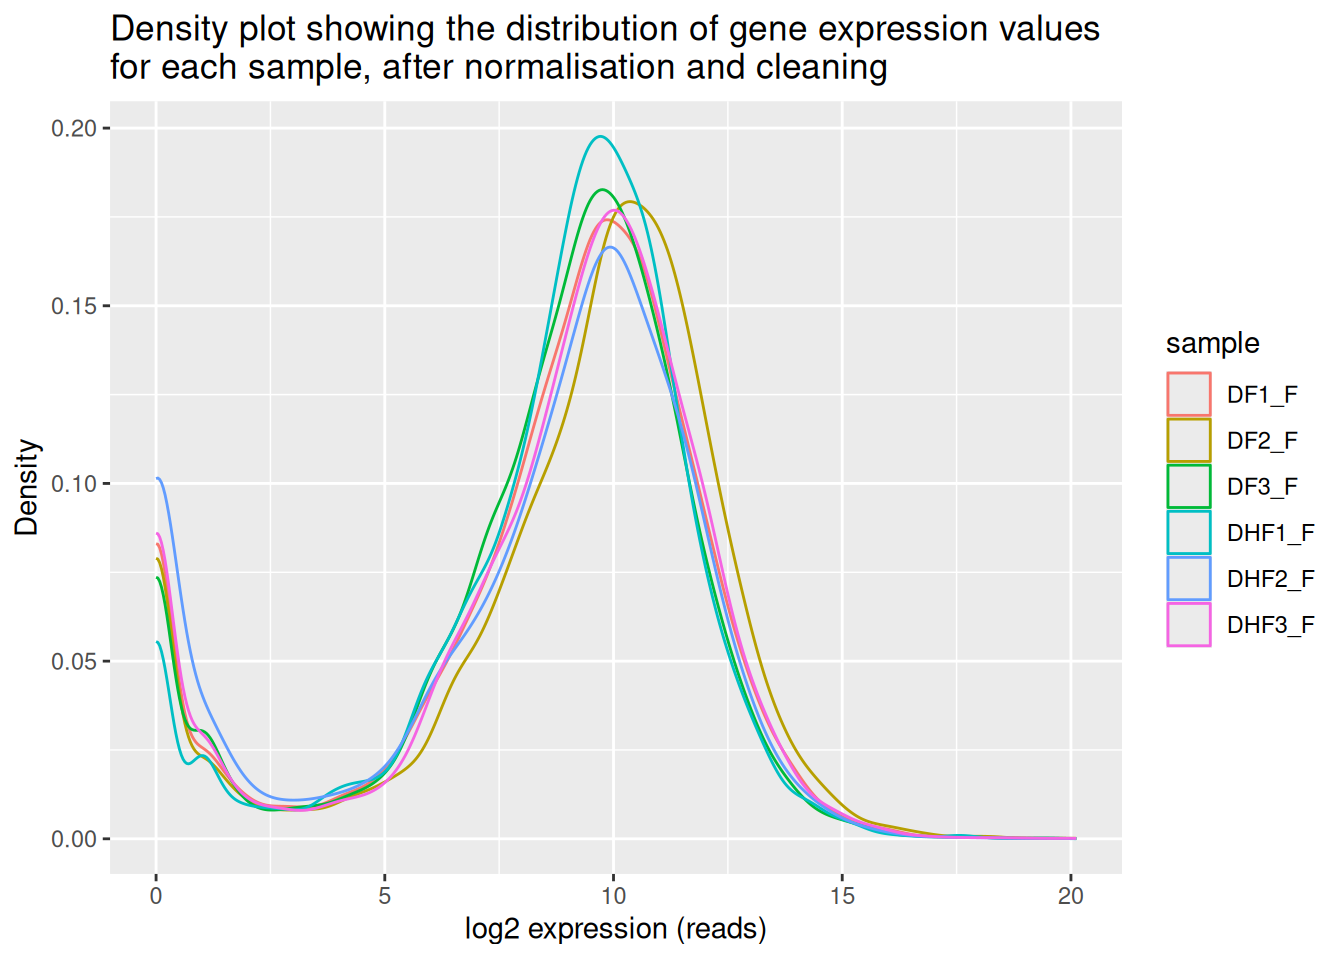 Density plot showing the distribution of gene expression values
for each sample, after normalisation and cleaning
0.20
0.15
0.10
0.05
0.00
Density
0
5
10
15
20
log2 expression (reads)
sample
DF1_F
DF2_F
DF3_F
DHF1_F
DHF2_F
DHF3_F